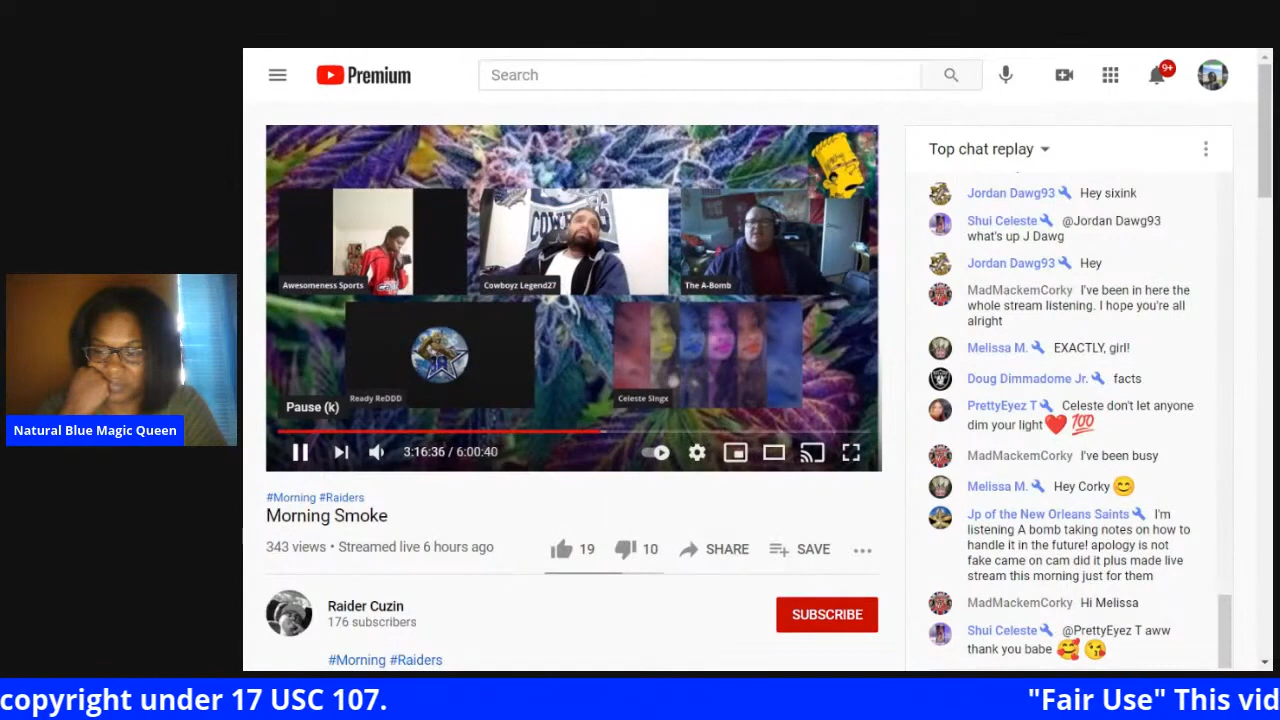 Premium
Search
9+
Awesomeness Sports
COWBOYS
Cowboyz Legend27
The A-Bomb
Ready ReDDD
Celeste SIngx
Pause (k)
3:16:36 / 6:00:40
#Morning #Raiders
Morning Smoke
343 views • Streamed live 6 hours ago
19
10
SHARE
SAVE
Raider Cuzin
176 subscribers
SUBSCRIBE
#Morning #Raiders
Top chat replay
Jordan Dawg93 Hey sixink
Shui Celeste @Jordan Dawg93
what's up J Dawg
Jordan Dawg93 Hey
MadMackemCorky I've been in here the
whole stream listening. I hope you're all
alright
Melissa M. EXACTLY, girl!
Doug Dimmadome Jr. facts
PrettyEyez T Celeste don't let anyone
dim your light❤️💯
MadMackemCorky I've been busy
Melissa M. Hey Corky 😊
Jp of the New Orleans Saints I'm
listening A bomb taking notes on how to
handle it in the future! apology is not
fake came on cam did it plus made live
stream this morning just for them
MadMackemCorky Hi Melissa
Shui Celeste @PrettyEyez T aww
thank you babe 🥰 😘
Natural Blue Magic Queen
copyright under 17 USC 107. "Fair Use" This vid